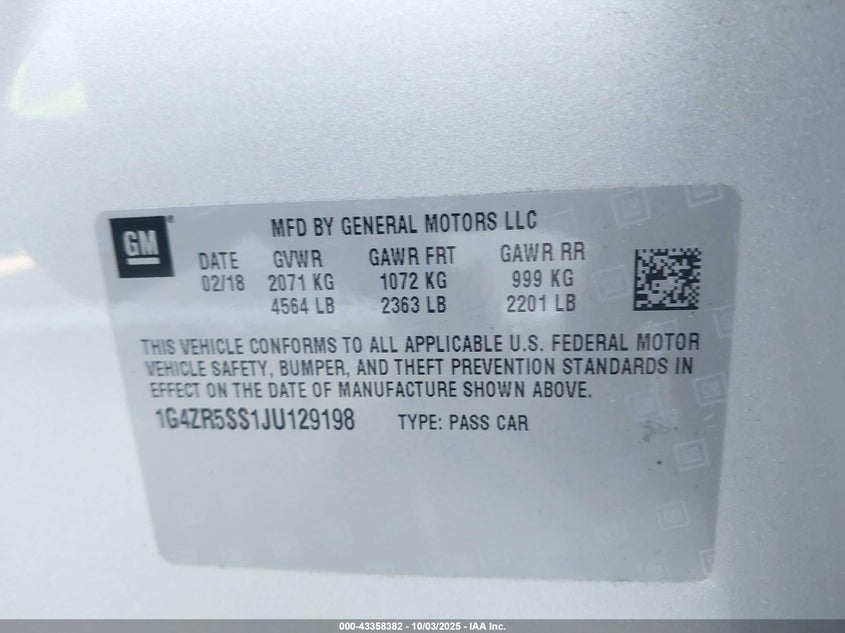 GM®
MFD BY GENERAL MOTORS LLC
DATE GVWR GAWR FRT GAWR RR
02/18 2071 KG 1072 KG 999 KG
4564 LB 2363 LB 2201 LB
THIS VEHICLE CONFORMS TO ALL APPLICABLE U.S. FEDERAL MOTOR
VEHICLE SAFETY, BUMPER, AND THEFT PREVENTION STANDARDS IN
EFFECT ON THE DATE OF MANUFACTURE SHOWN ABOVE.
1G4ZR5SS1JU129198 TYPE: PASS CAR
000-43358382 - 10/03/2025 - IAA Inc.